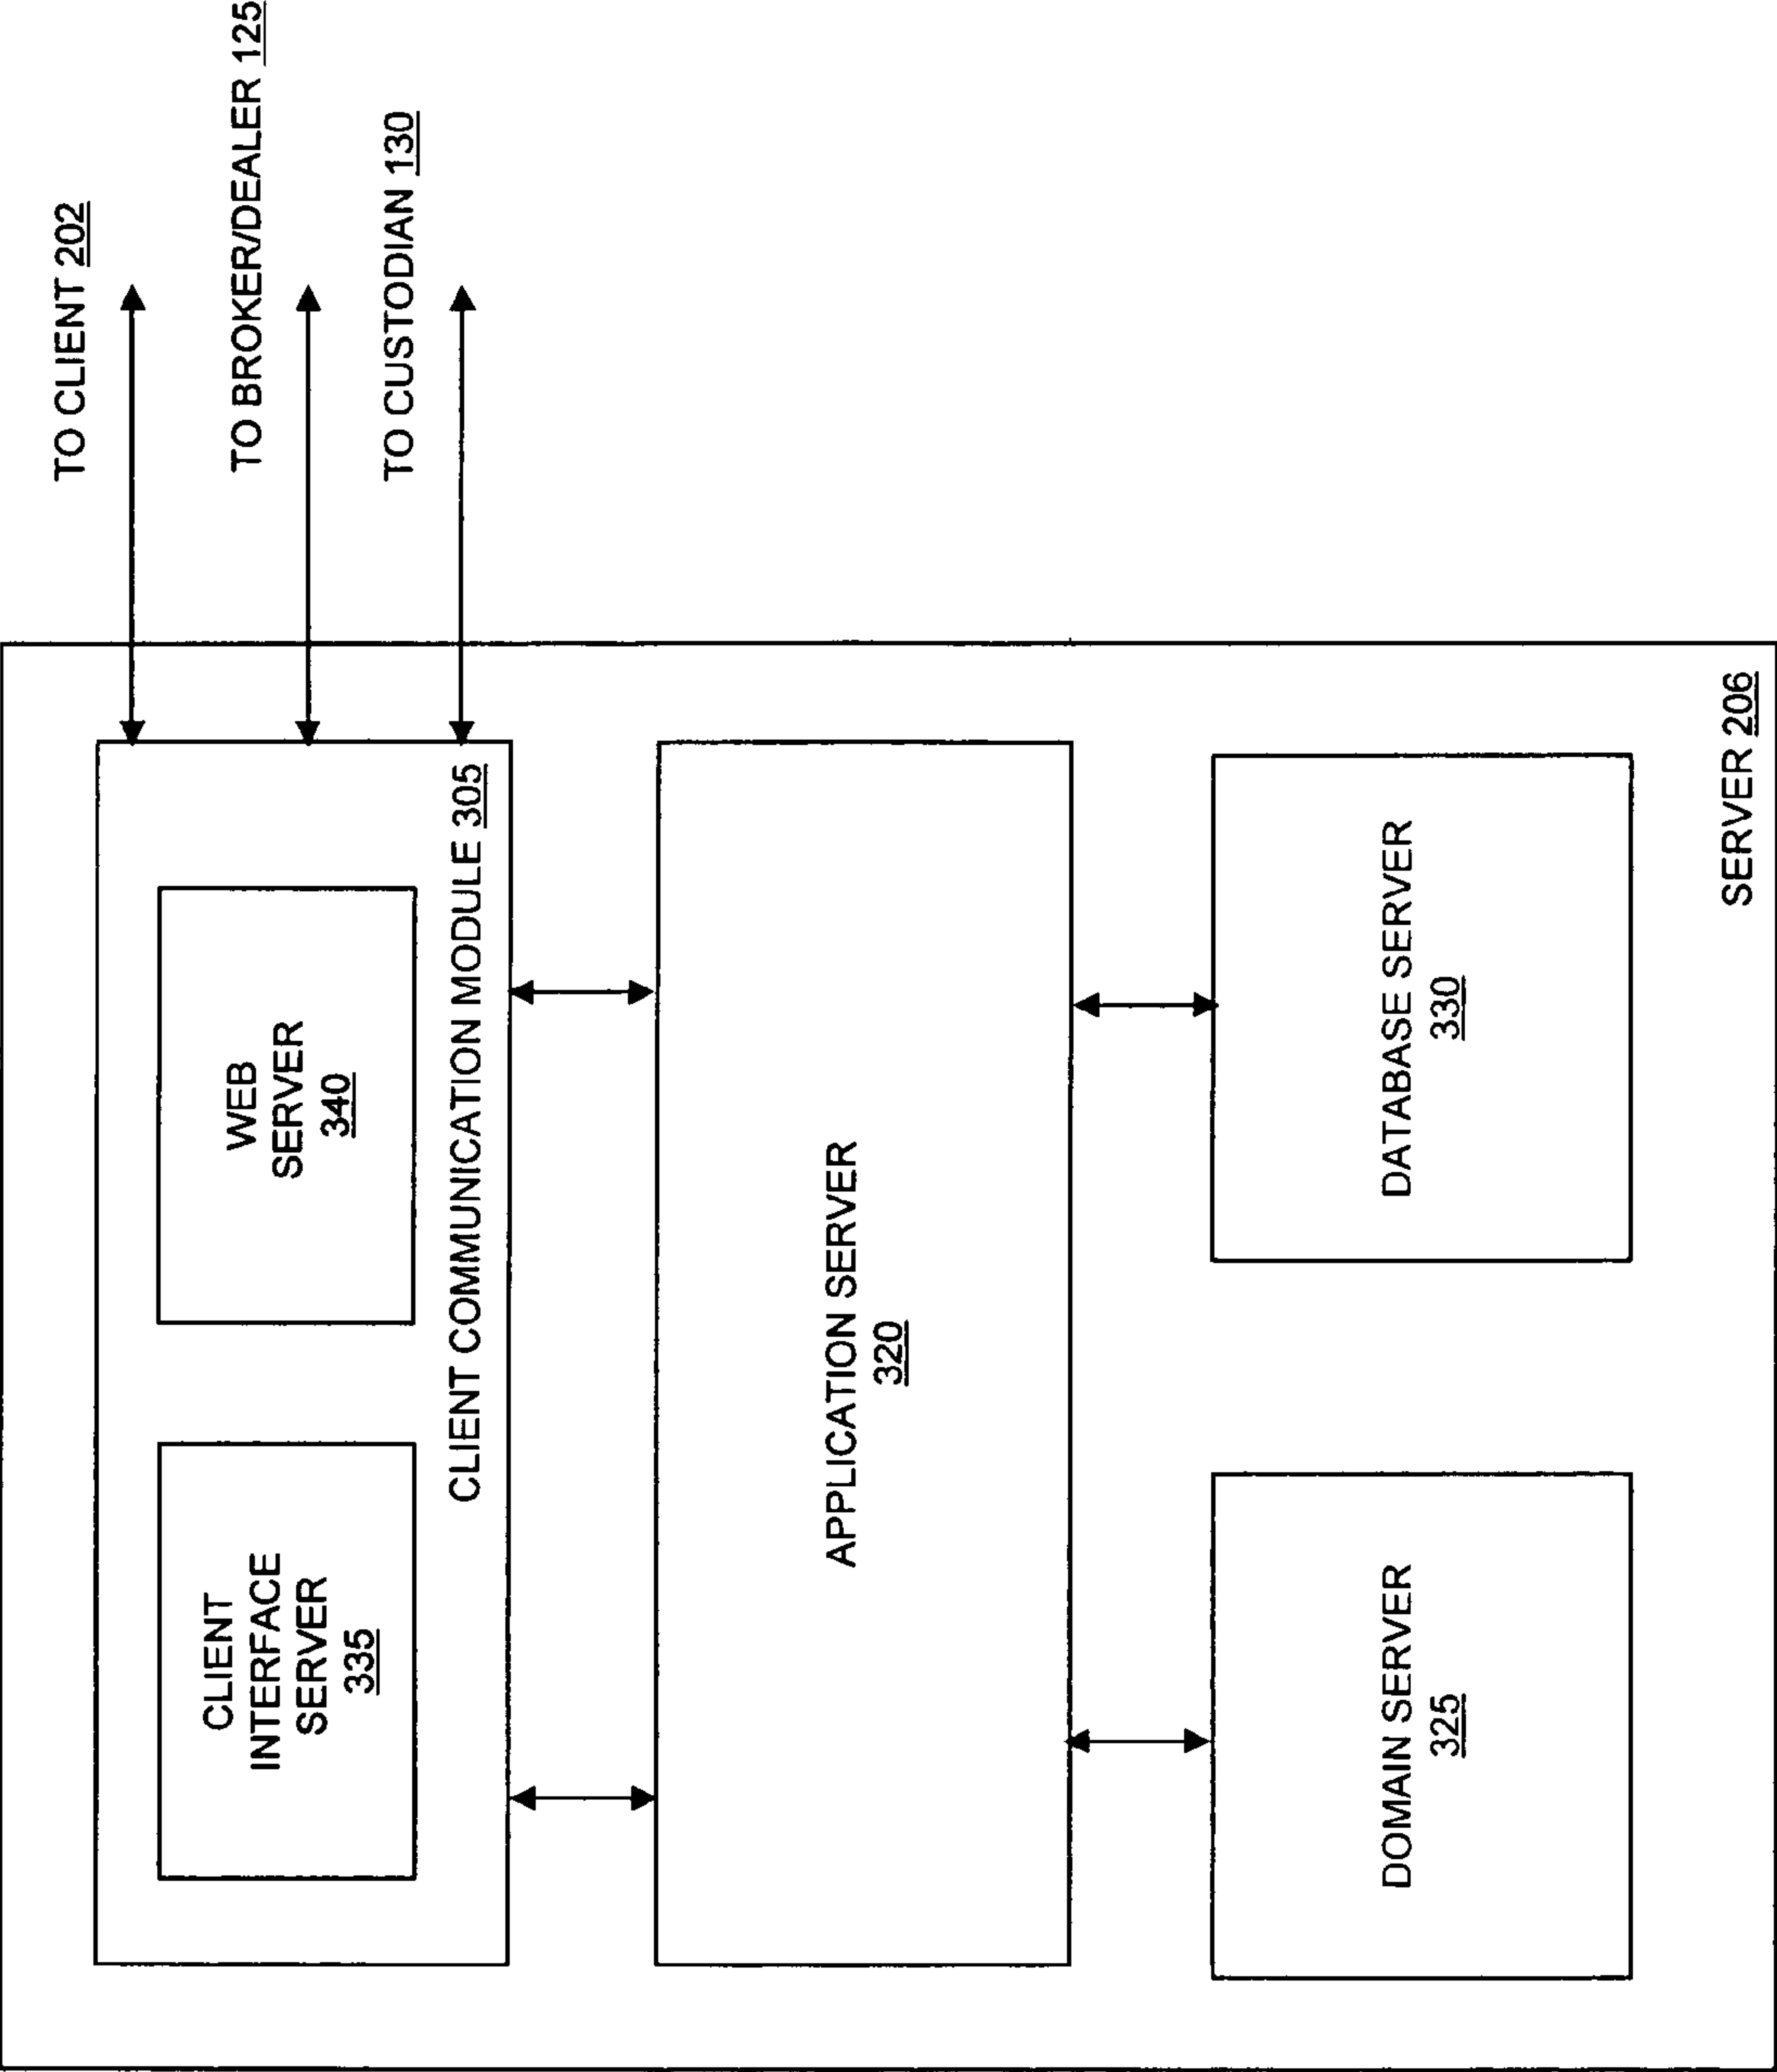 TO CLIENT 202
TO BROKER/DEALER 125
TO CUSTODIAN 130
CLIENT
INTERFACE
SERVER
335
WEB
SERVER
340
CLIENT COMMUNICATION MODULE 305
APPLICATION SERVER
320
DOMAIN SERVER
325
DATABASE SERVER
330
SERVER 206